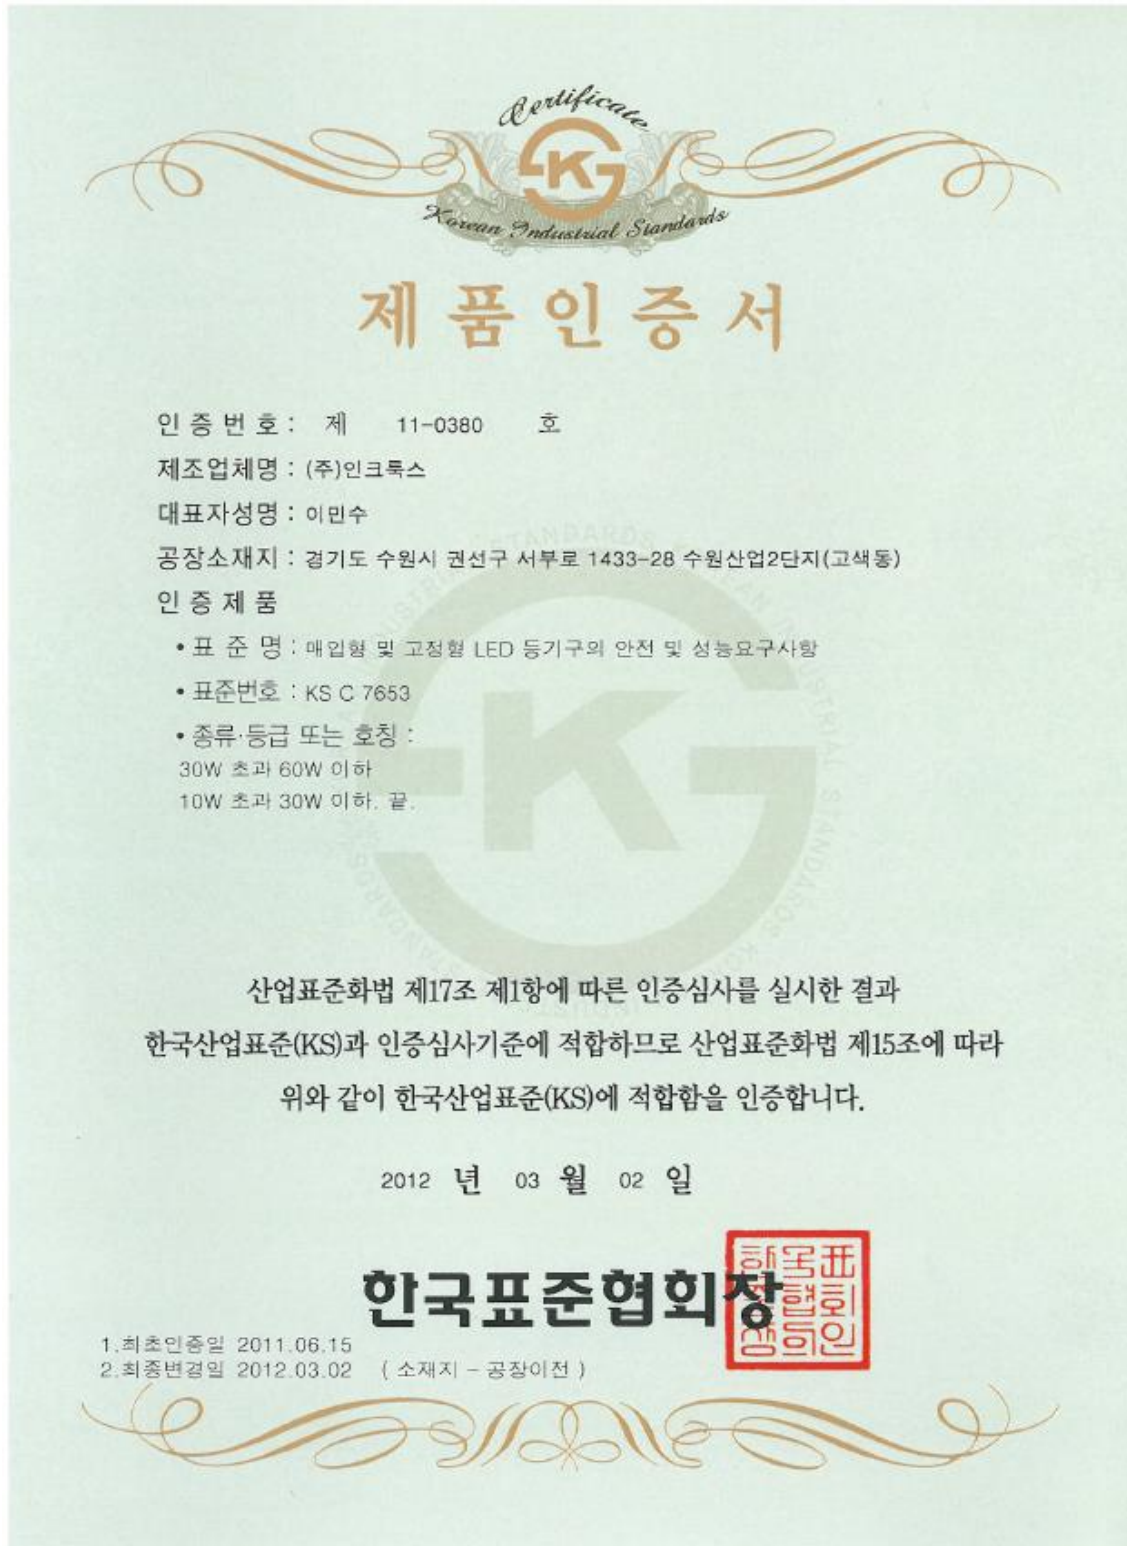 Certificate
Korean Industrial Standards
제품인증서
인증번호 : 제 11-0380 호
제조업체명 : (주)인크룩스
대표자성명 : 이민수
공장소재지 : 경기도 수원시 권선구 서부로 1433-28 수원산업2단지(고색동)
인증제품
• 표 준 명 : 매입형 및 고정형 LED 등기구의 안전 및 성능요구사항
• 표준번호 : KS C 7653
• 종류·등급 또는 호칭 :
30W 초과 60W 이하
10W 초과 30W 이하. 끝.
산업표준화법 제17조 제1항에 따른 인증심사를 실시한 결과
한국산업표준(KS)과 인증심사기준에 적합하므로 산업표준화법 제15조에 따라
위와 같이 한국산업표준(KS)에 적합함을 인증합니다.
2012 년 03 월 02 일
한국표준협회장
1.최초인증일 2011.06.15
2.최종변경일 2012.03.02 ( 소재지 - 공장이전 )